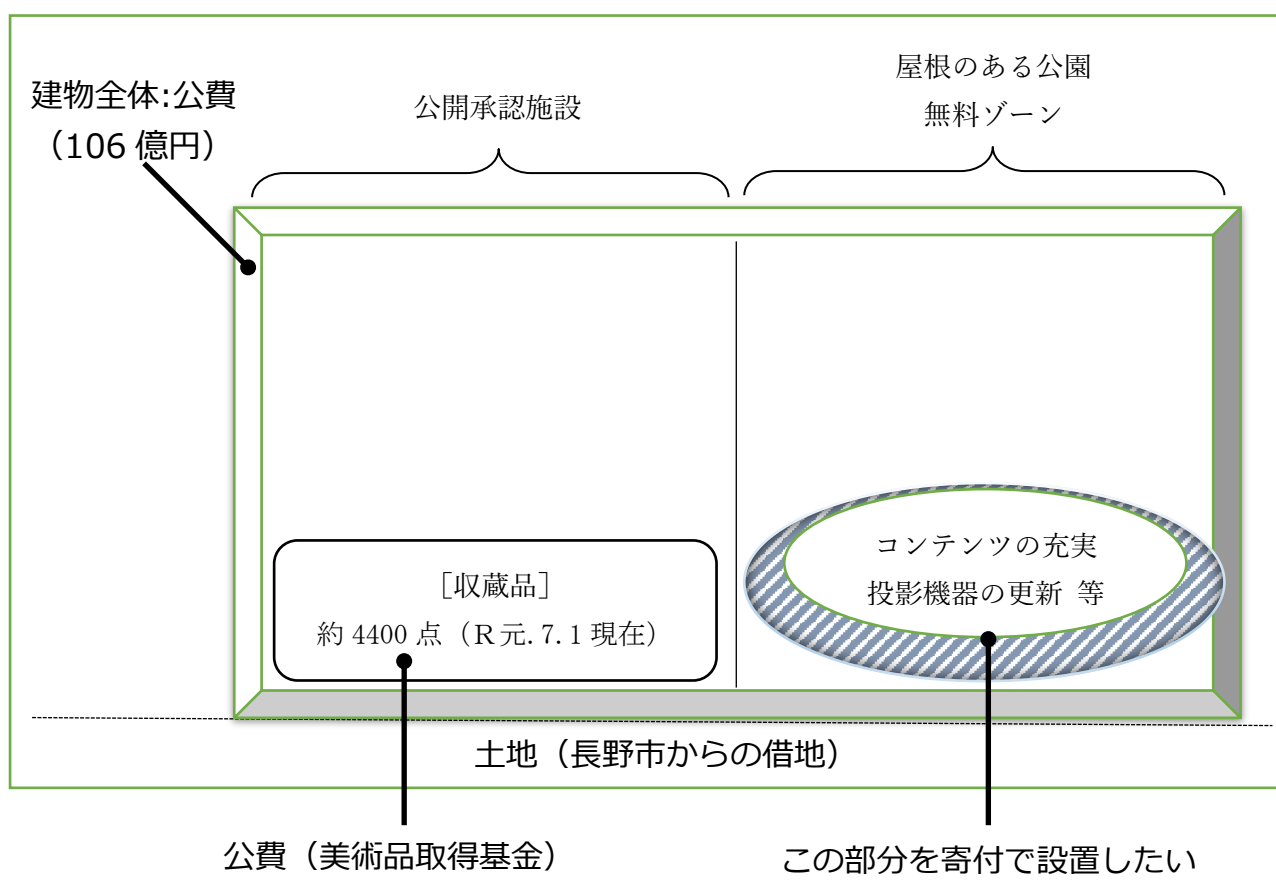 建物全体:公費
（106 億円）
公開承認施設
屋根のある公園
無料ゾーン
［収蔵品］
約 4400 点（R元.7.1 現在）
コンテンツの充実
投影機器の更新 等
土地（長野市からの借地）
公費（美術品取得基金）
この部分を寄付で設置したい